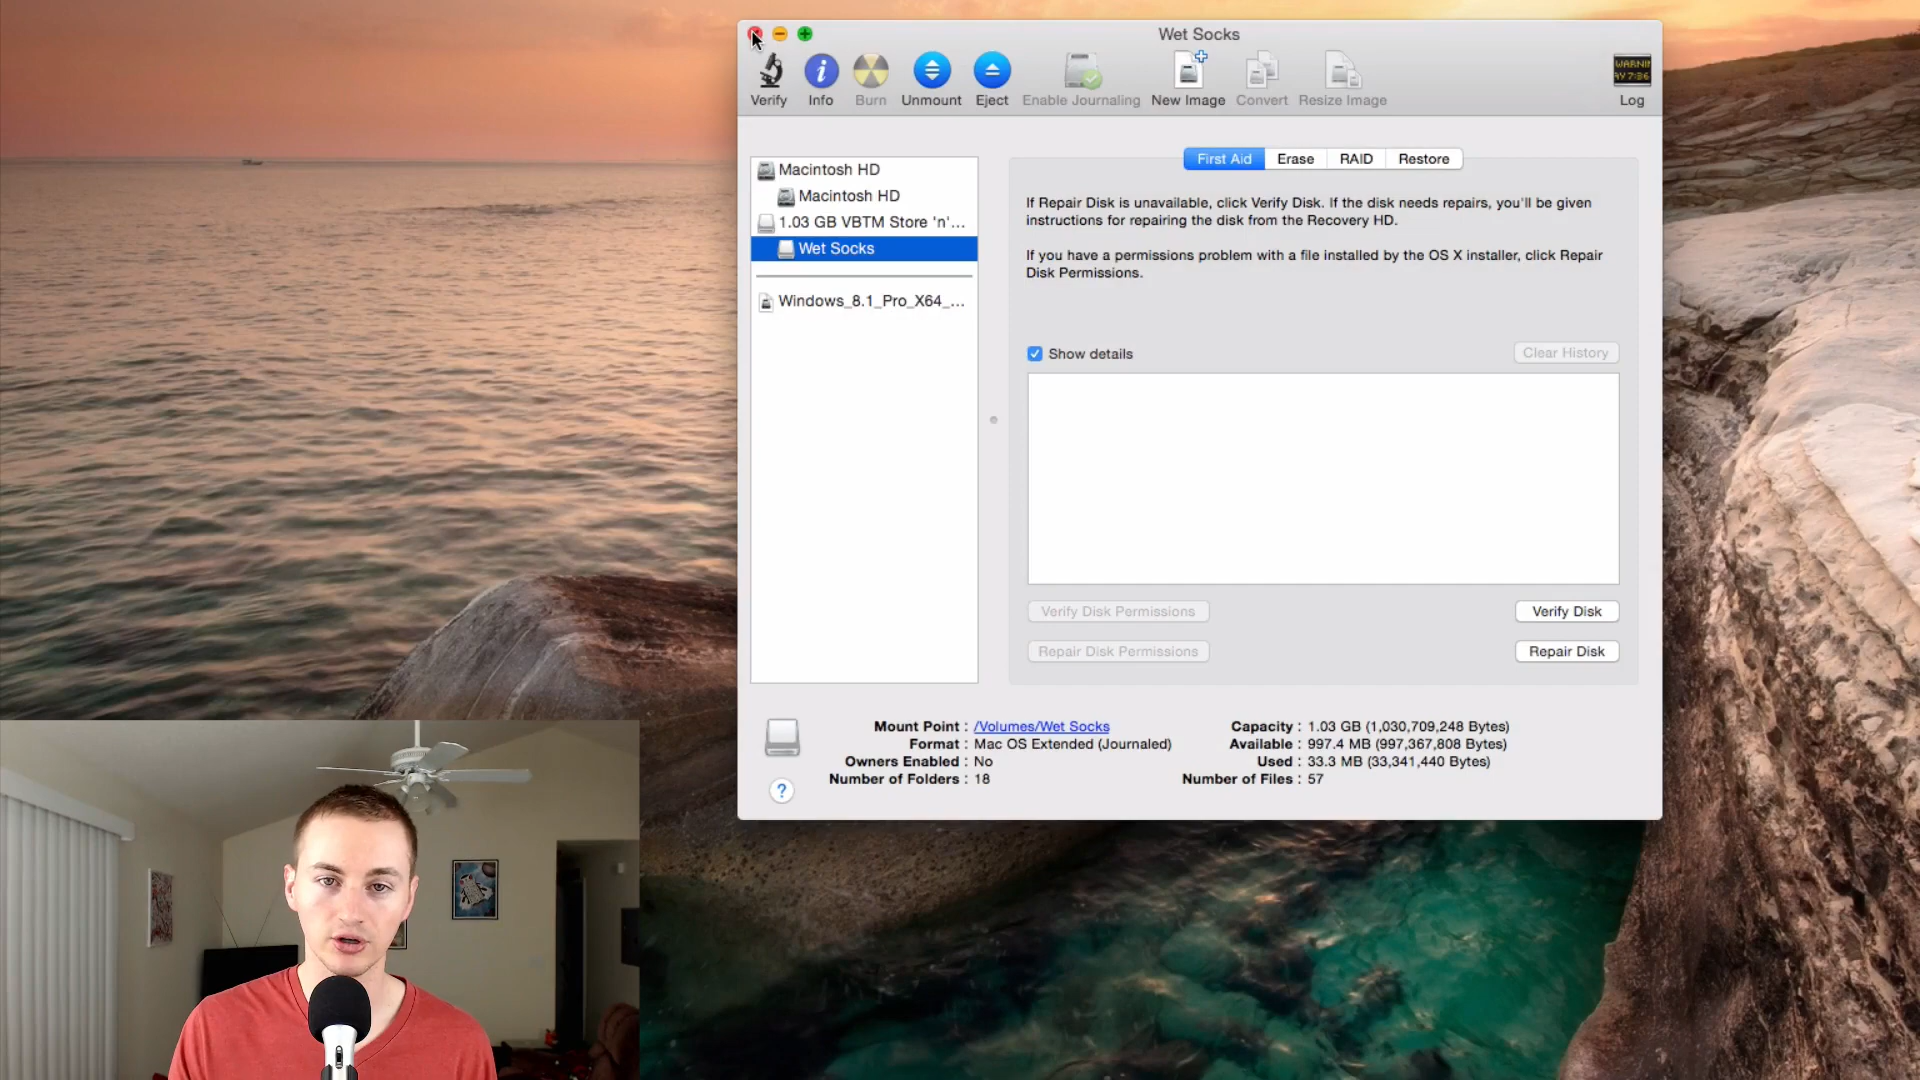 Wet Socks
Verify Info Burn Unmount Eject Enable Journaling New Image Convert Resize Image Log
WARNIN
AY 7:36
Macintosh HD
Macintosh HD
1.03 GB VBTM Store 'n'...
Wet Socks
Windows_8.1_Pro_X64_...
First Aid Erase RAID Restore
If Repair Disk is unavailable, click Verify Disk. If the disk needs repairs, you'll be given
instructions for repairing the disk from the Recovery HD.
If you have a permissions problem with a file installed by the OS X installer, click Repair
Disk Permissions.
Show details
Clear History
Verify Disk Permissions
Verify Disk
Repair Disk Permissions
Repair Disk
Mount Point : /Volumes/Wet Socks
Format : Mac OS Extended (Journaled)
Owners Enabled : No
Number of Folders : 18
Capacity : 1.03 GB (1,030,709,248 Bytes)
Available : 997.4 MB (997,367,808 Bytes)
Used : 33.3 MB (33,341,440 Bytes)
Number of Files : 57
?